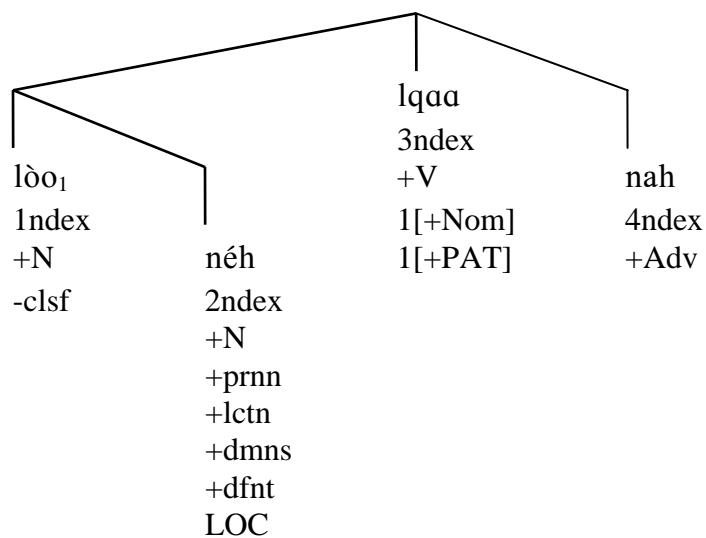 lòo₁
1ndex
+N
-clsf
néh
2ndex
+N
+prnn
+lctn
+dmns
+dfnt
LOC
lqɑɑ
3ndex
+V
1[+Nom]
1[+PAT]
nah
4ndex
+Adv